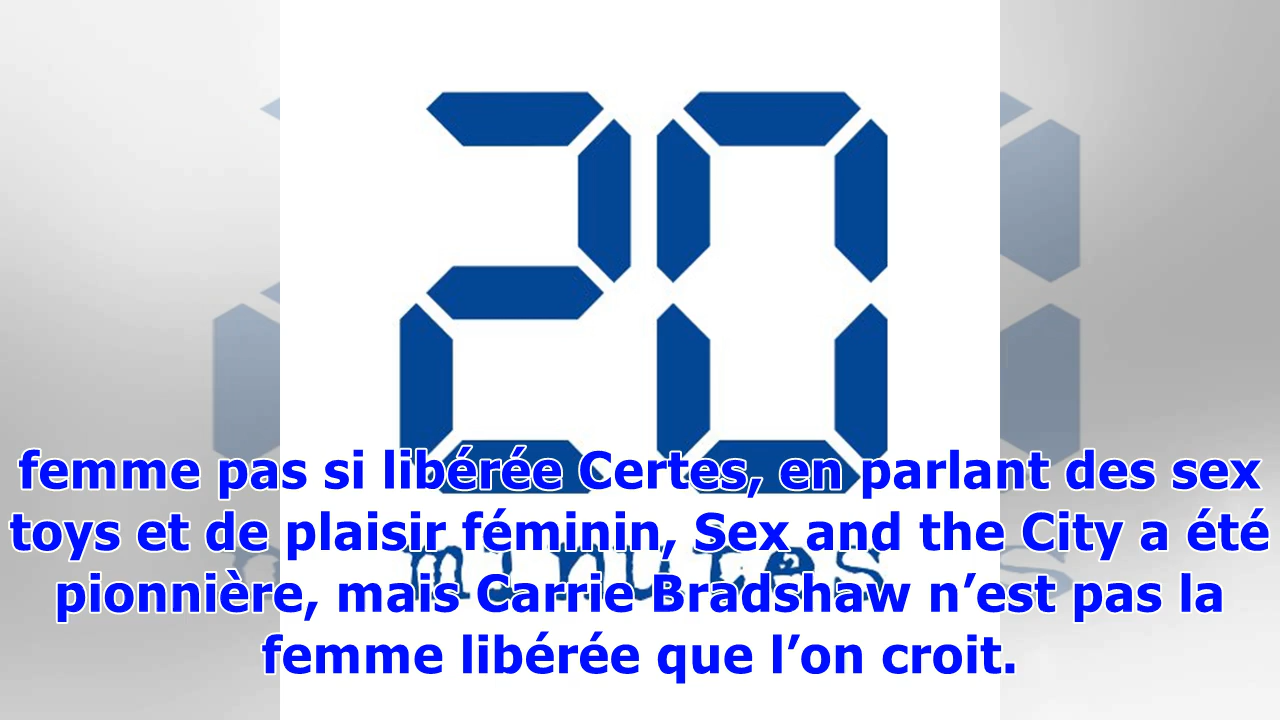 20
minutes
femme pas si libérée Certes, en parlant des sex
toys et de plaisir féminin, Sex and the City a été
pionnière, mais Carrie Bradshaw n’est pas la
femme libérée que l’on croit.